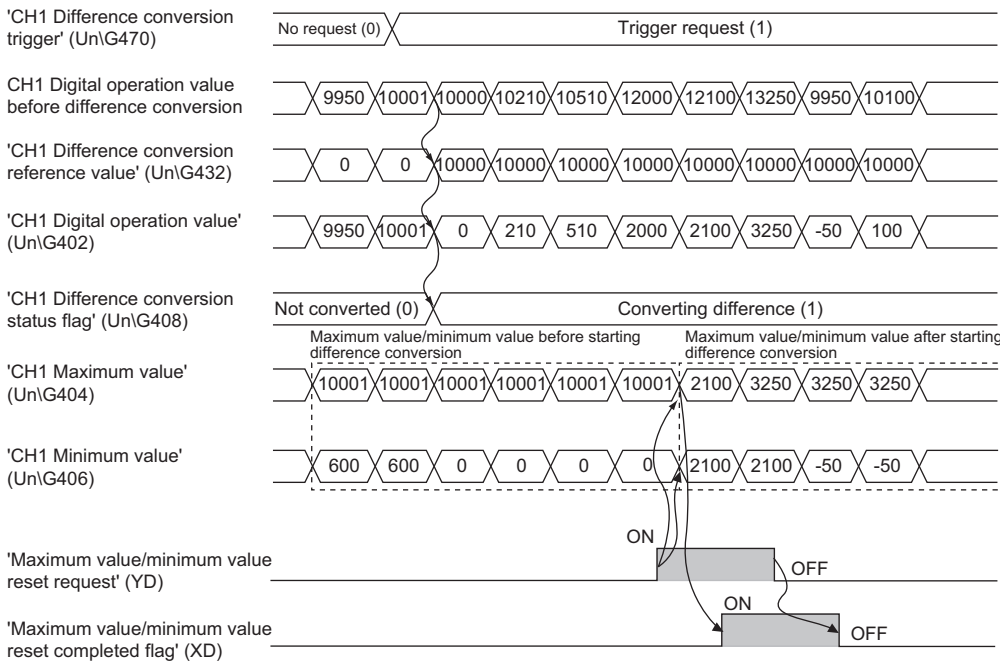 'CH1 Difference conversion
trigger' (Un\G470)
No request (0)
Trigger request (1)
CH1 Digital operation value
before difference conversion
9950 10001 10000 10210 10510 12000 12100 13250 9950 10100
'CH1 Difference conversion
reference value' (Un\G432)
0 0 10000 10000 10000 10000 10000 10000 10000 10000
'CH1 Digital operation value'
(Un\G402)
9950 10001 0 210 510 2000 2100 3250 -50 100
'CH1 Difference conversion
status flag' (Un\G408)
Not converted (0)
Converting difference (1)
Maximum value/minimum value before starting
difference conversion
Maximum value/minimum value after starting
difference conversion
'CH1 Maximum value'
(Un\G404)
10001 10001 10001 10001 10001 10001 2100 3250 3250 3250
'CH1 Minimum value'
(Un\G406)
600 600 0 0 0 0 2100 2100 -50 -50
'Maximum value/minimum value
reset request' (YD)
ON
OFF
'Maximum value/minimum value
reset completed flag' (XD)
ON
OFF